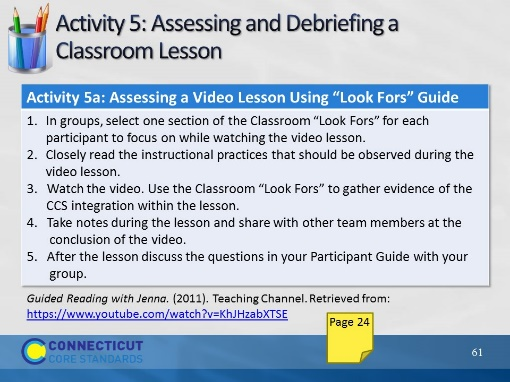 Activity 5: Assessing and Debriefing a
Classroom Lesson
Activity 5a: Assessing a Video Lesson Using “Look Fors” Guide
1. In groups, select one section of the Classroom “Look Fors” for each
participant to focus on while watching the video lesson.
2. Closely read the instructional practices that should be observed during the
video lesson.
3. Watch the video. Use the Classroom “Look Fors” to gather evidence of the
CCS integration within the lesson.
4. Take notes during the lesson and share with other team members at the
conclusion of the video.
5. After the lesson discuss the questions in your Participant Guide with your
group.
Guided Reading with Jenna. (2011). Teaching Channel. Retrieved from:
https://www.youtube.com/watch?v=KhJHzabXTSE
Page 24
CONNECTICUT
CORE STANDARDS
61